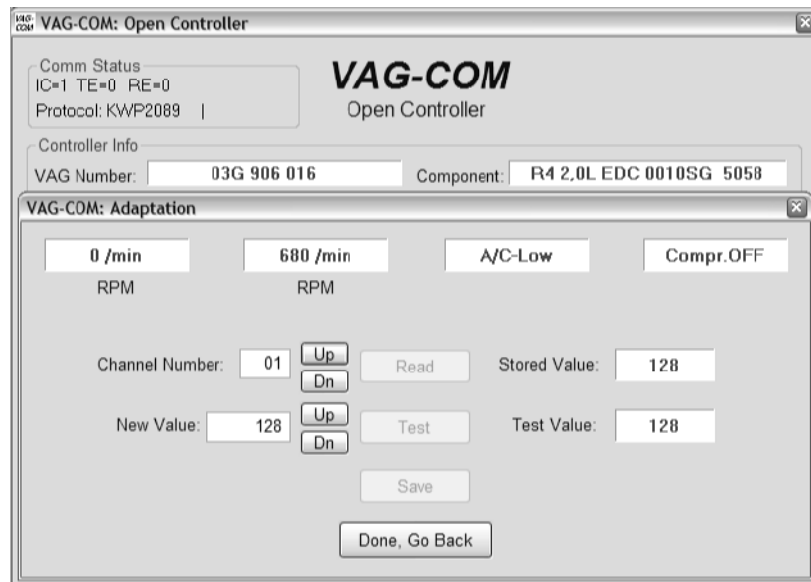 VAG-COM VAG-COM: Open Controller
Comm Status
IC=1 TE=0 RE=0
Protocol: KWP2089 |
VAG-COM
Open Controller
Controller Info
VAG Number: 03G 906 016 Component: R4 2,0L EDC 0010SG 5058
VAG-COM: Adaptation
0 /min 680 /min A/C-Low Compr.OFF
RPM RPM
Channel Number: 01 Up Dn Read Stored Value: 128
New Value: 128 Up Dn Test Test Value: 128
Save
Done, Go Back